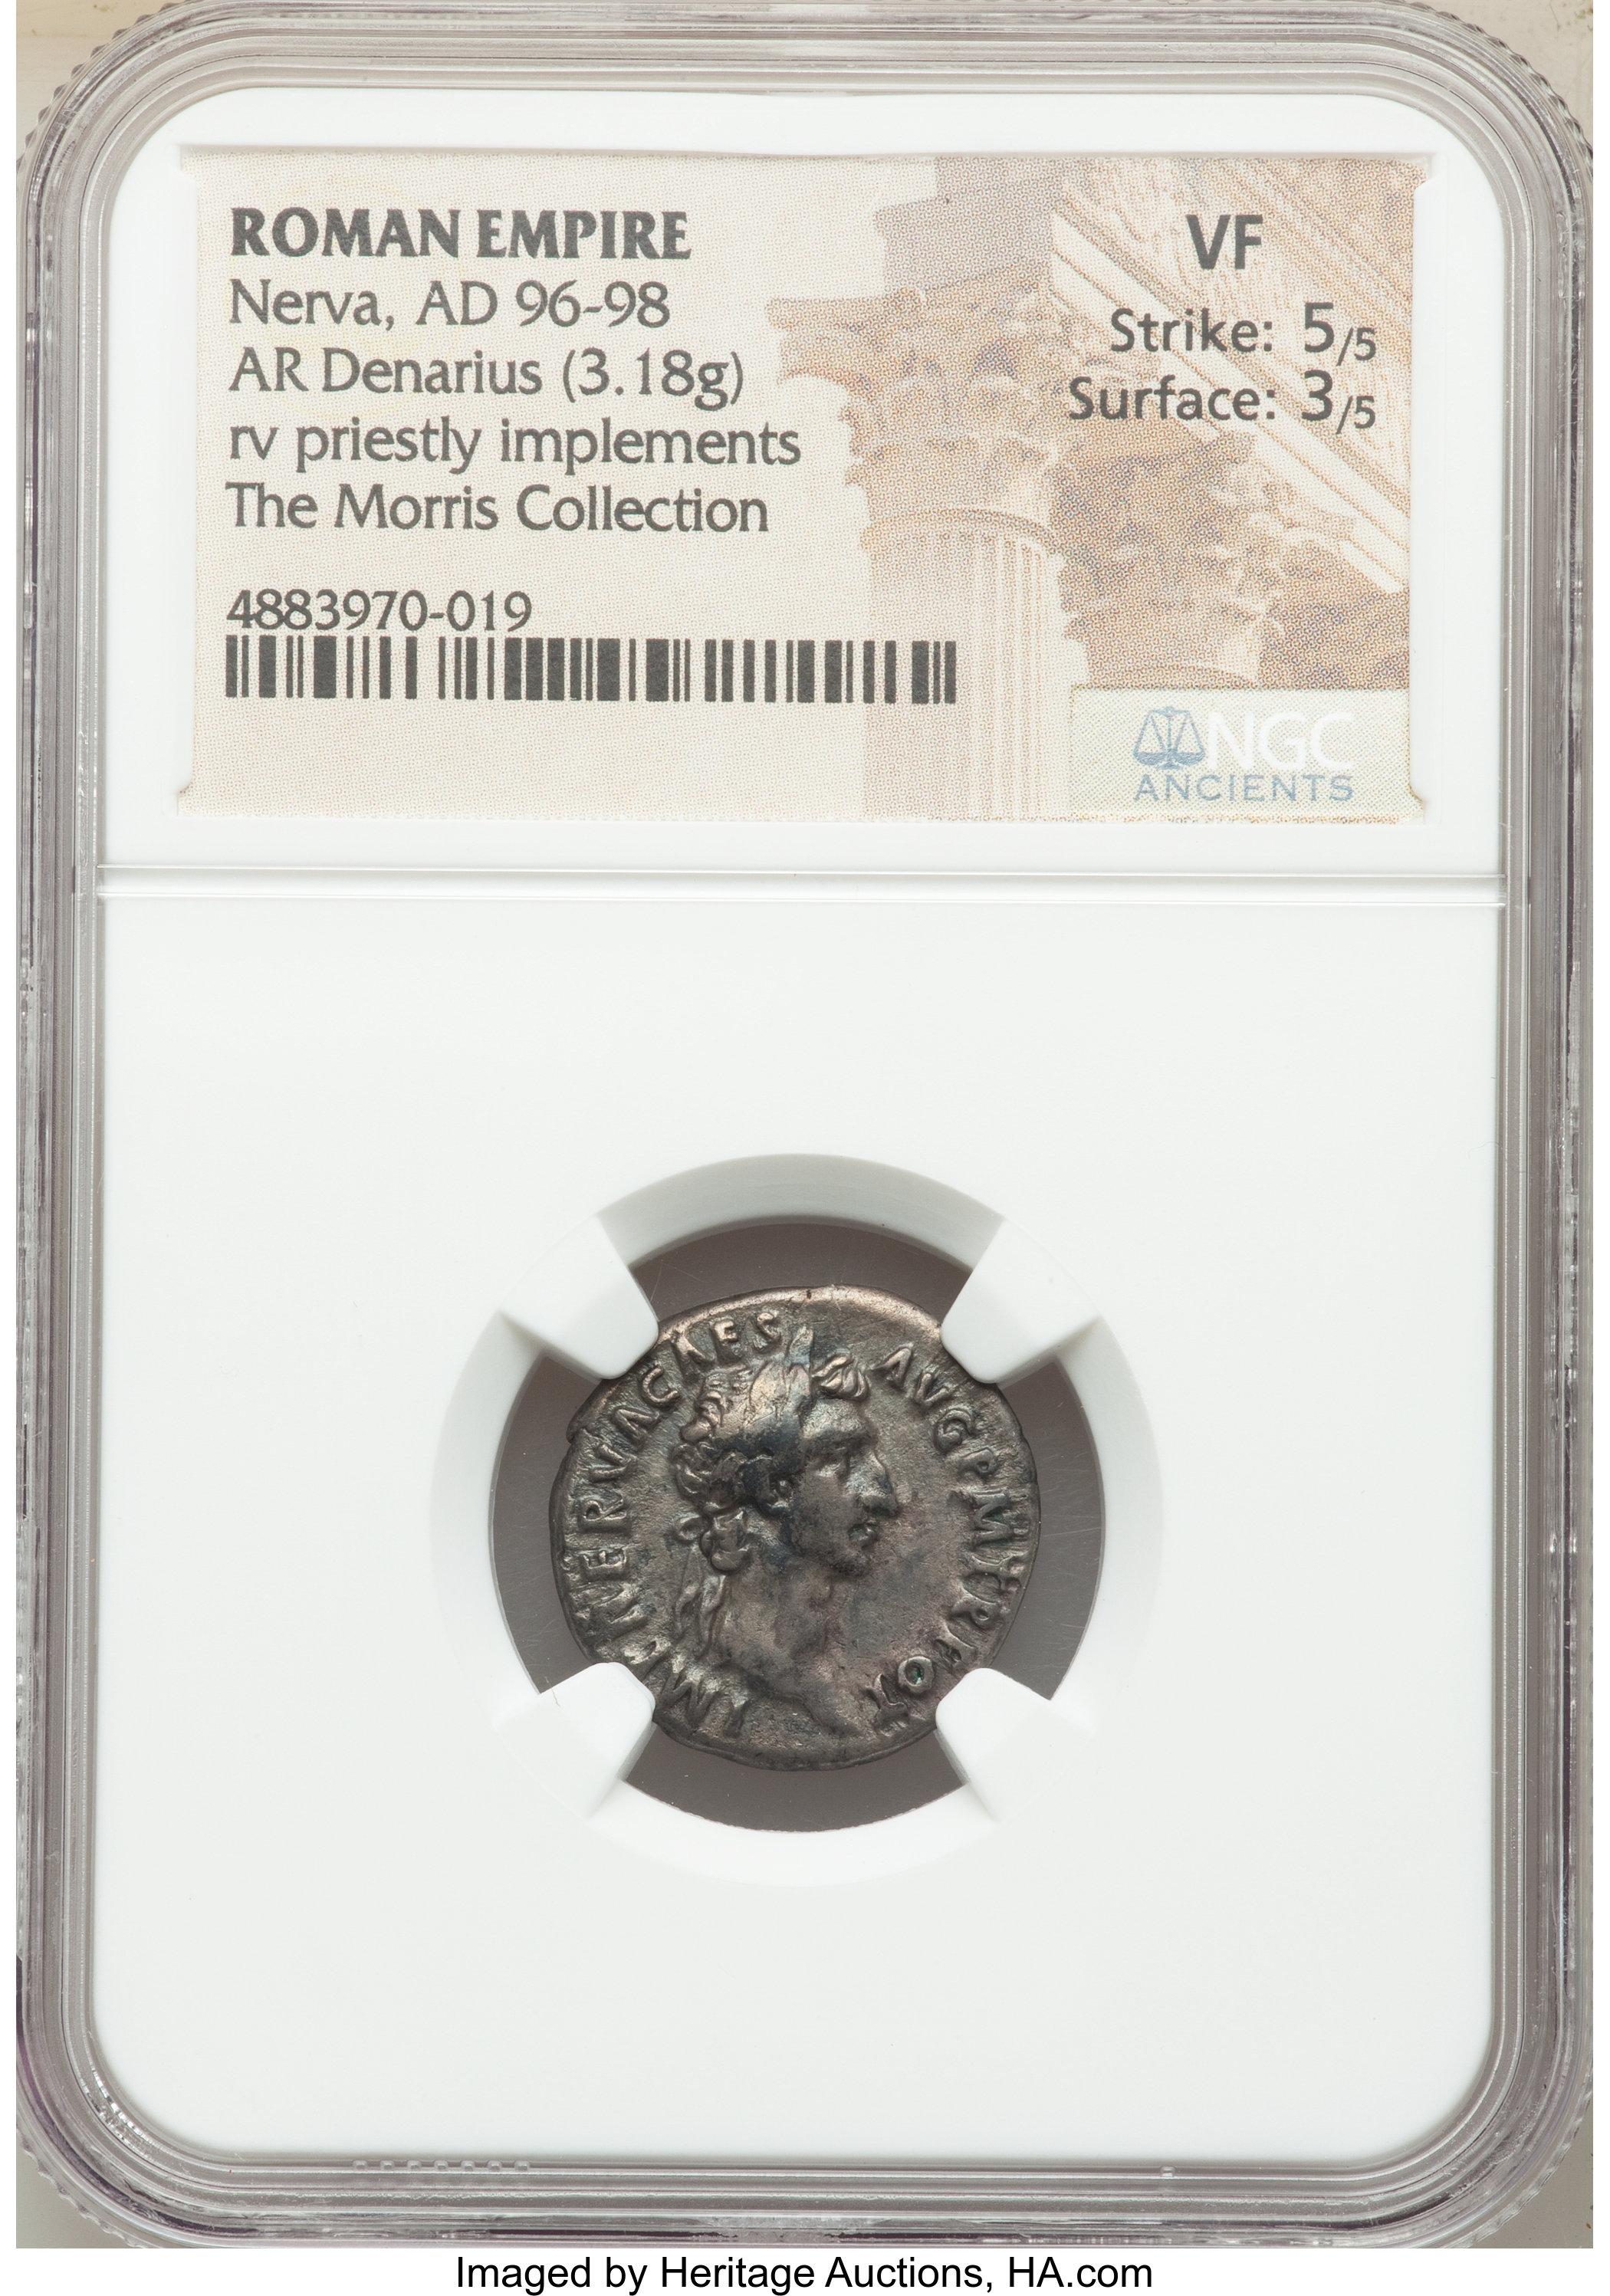 ROMAN EMPIRE
Nerva, AD 96-98
AR Denarius (3.18g)
rv priestly implements
The Morris Collection
4883970-019
VF
Strike: 5/5
Surface: 3/5
NGC
ANCIENTS
IMP NERVA CAES AVG P M TR POT
Imaged by Heritage Auctions, HA.com